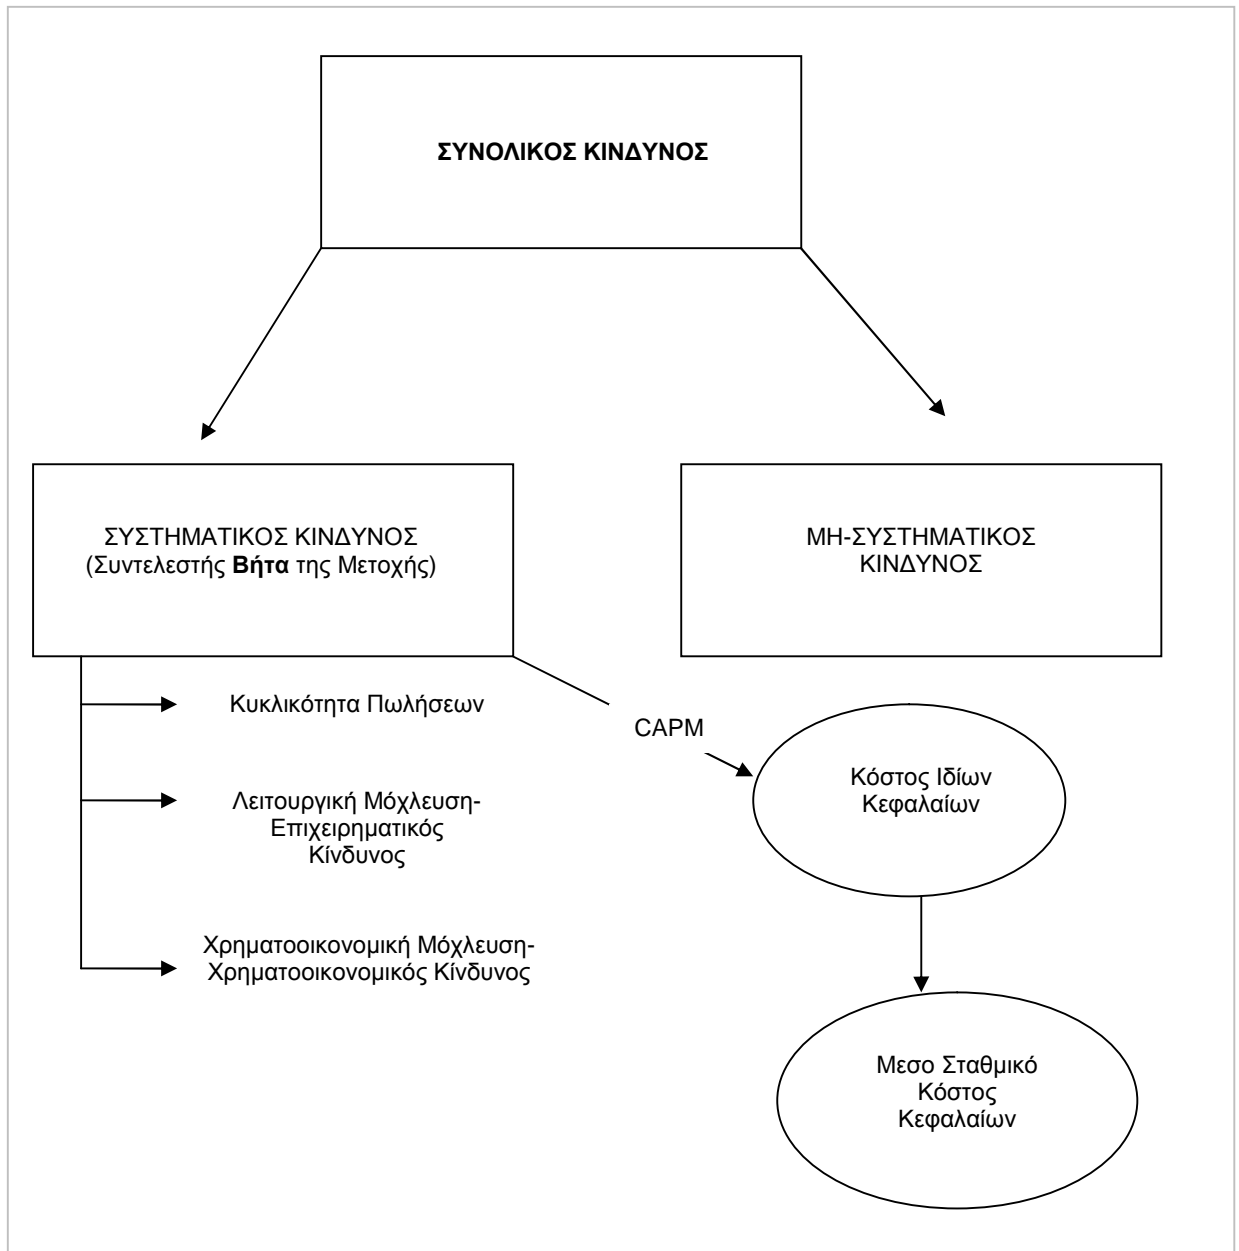 ΣΥΝΟΛΙΚΟΣ ΚΙΝΔΥΝΟΣ
ΣΥΣΤΗΜΑΤΙΚΟΣ ΚΙΝΔΥΝΟΣ
(Συντελεστής Βήτα της Μετοχής)
ΜΗ-ΣΥΣΤΗΜΑΤΙΚΟΣ
ΚΙΝΔΥΝΟΣ
Κυκλικότητα Πωλήσεων
CAPM
Λειτουργική Μόχλευση-
Επιχειρηματικός
Κίνδυνος
Κόστος Ιδίων
Κεφαλαίων
Χρηματοοικονομική Μόχλευση-
Χρηματοοικονομικός Κίνδυνος
Μεσο Σταθμικό
Κόστος
Κεφαλαίων